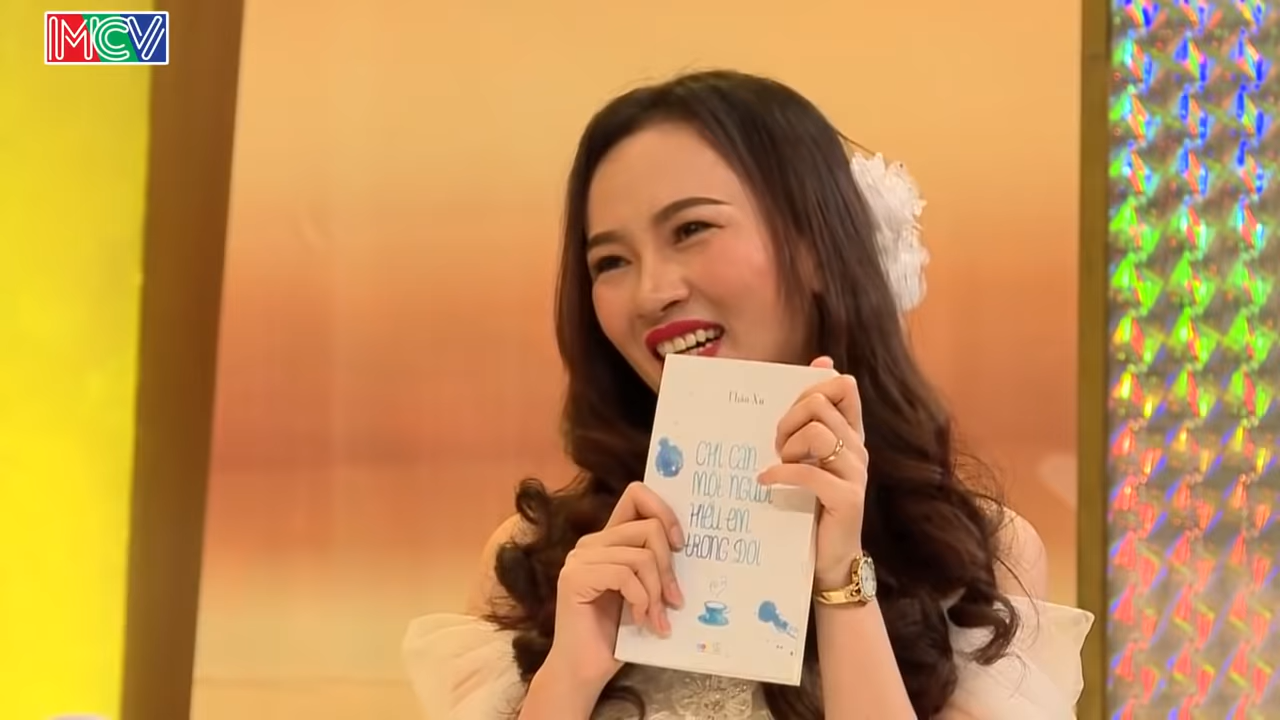 MCV
CHỈ CẦN
MỘT NGƯỜI
HIỂU EM
TRONG ĐỜI